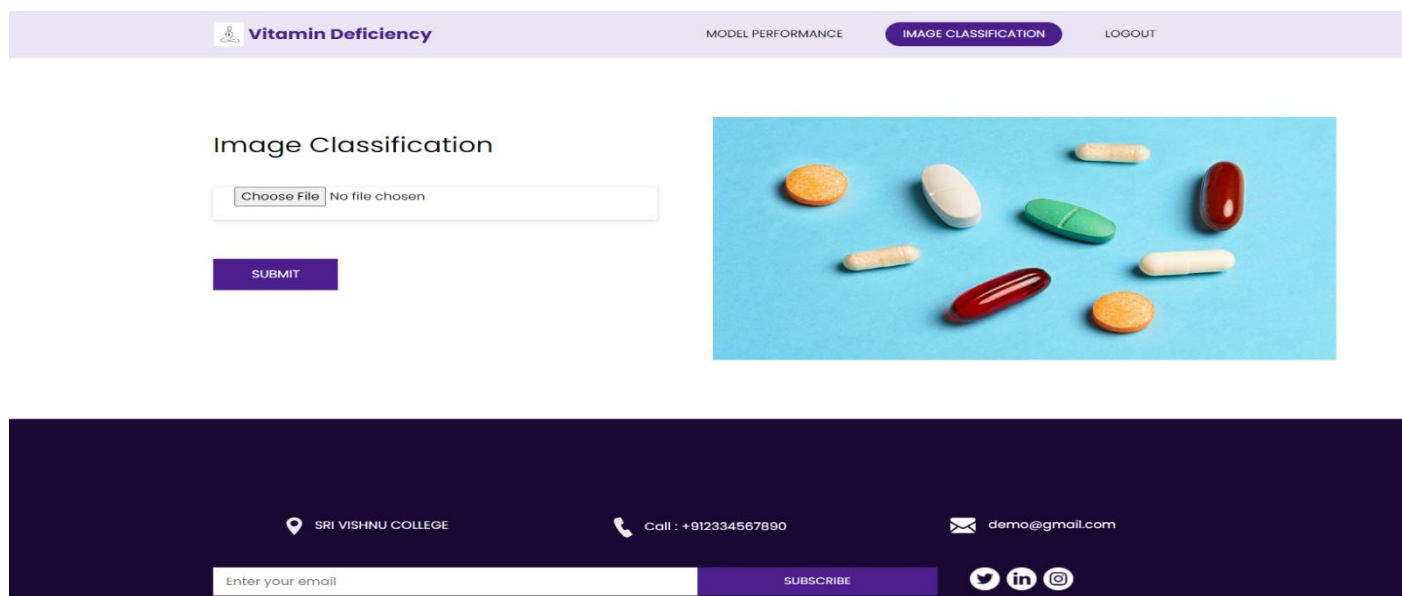 Vitamin Deficiency
MODEL PERFORMANCE
IMAGE CLASSIFICATION
LOGOUT
Image Classification
Choose File No file chosen
SUBMIT
SRI VISHNU COLLEGE
Call : +912334567890
demo@gmail.com
Enter your email
SUBSCRIBE
in